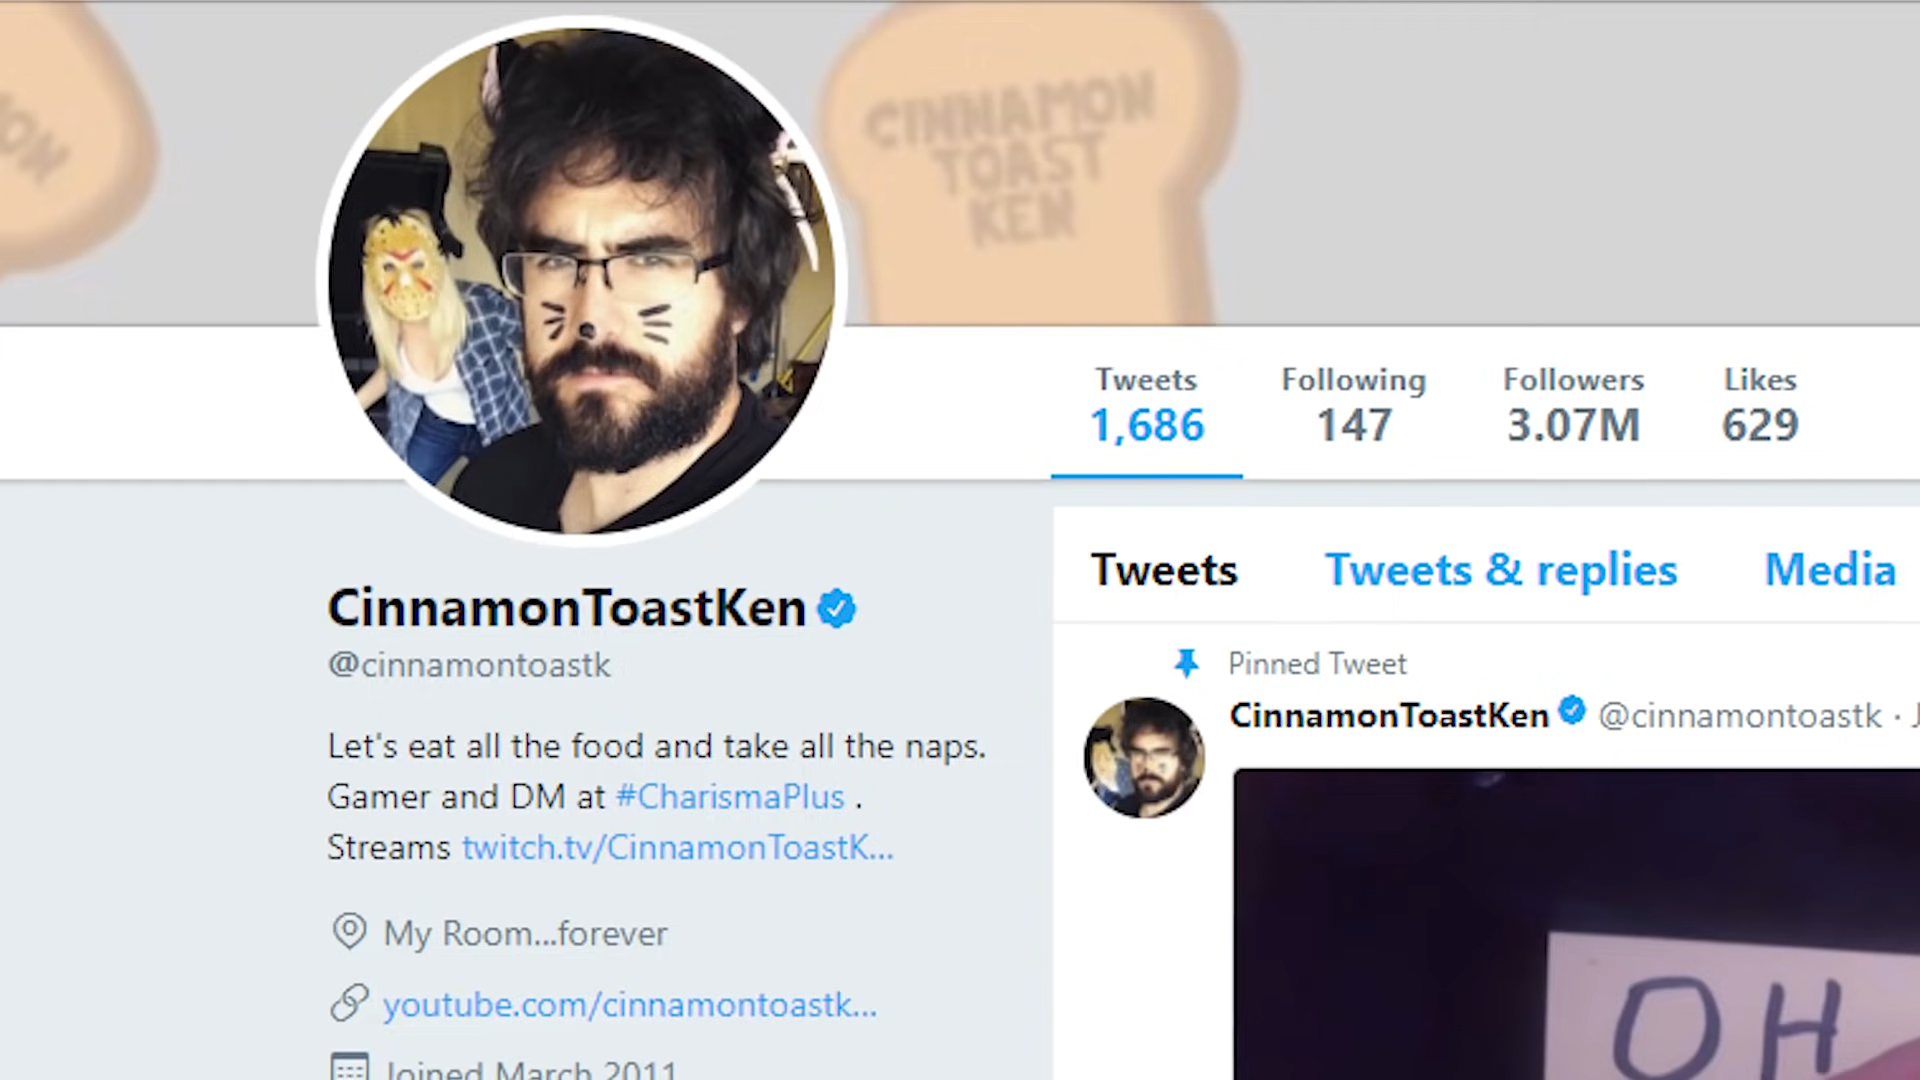 ON
CINNAMON
TOAST
KEN
Tweets Following Followers Likes
1,686 147 3.07M 629
Tweets Tweets & replies Media
CinnamonToastKen
@cinnamontoastk
Let's eat all the food and take all the naps.
Gamer and DM at #CharismaPlus .
Streams twitch.tv/CinnamonToastK...
My Room...forever
youtube.com/cinnamontoastk...
Joined March 2011
Pinned Tweet
CinnamonToastKen @cinnamontoastk · J
OH